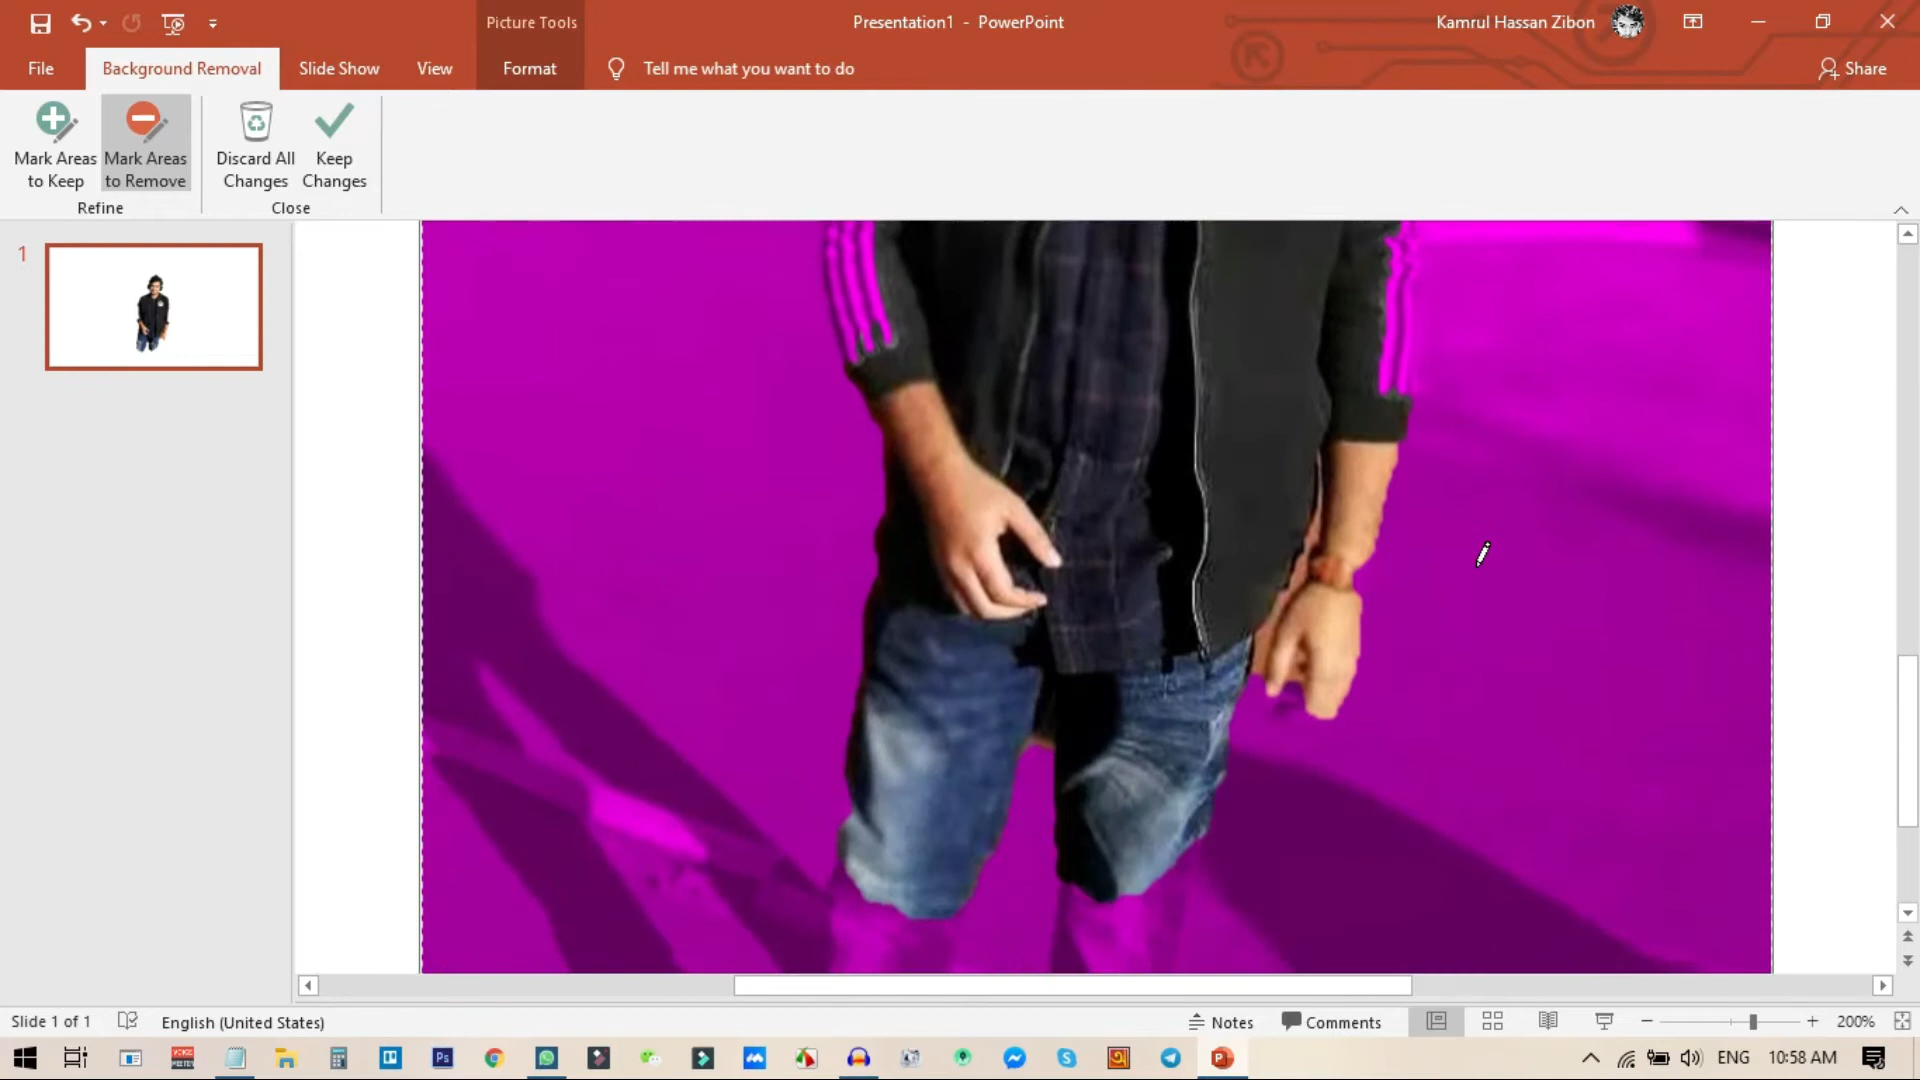 Picture Tools
Presentation1 - PowerPoint
Kamrul Hassan Zibon
File
Background Removal
Slide Show
View
Format
Tell me what you want to do
Share
Mark Areas
to Keep
Mark Areas
to Remove
Discard All
Changes
Keep
Changes
Refine
Close
1
Slide 1 of 1
English (United States)
Notes
Comments
200%
Ps
ENG
10:58 AM